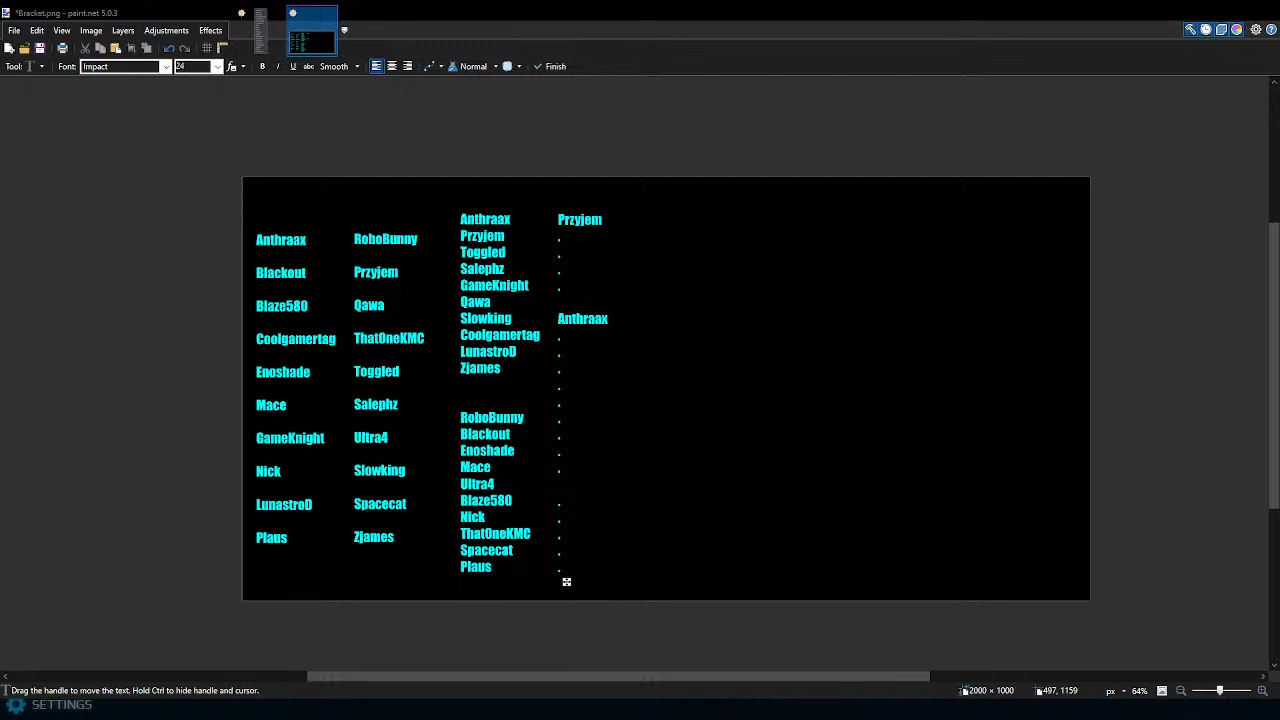 *Bracket.png - paint.net 5.0.3
File Edit View Image Layers Adjustments Effects
Tool: T Font: Impact 24 B I U abc Smooth Normal Finish
Anthraax RoboBunny
Blackout Przyjem
Blaze580 Qawa
Coolgamertag ThatOneKMC
Enoshade Toggled
Mace Salephz
GameKnight Ultra4
Nick Slowking
LunastroD Spacecat
Plaus Zjames
Anthraax Przyjem
Przyjem .
Toggled .
Salephz .
GameKnight .
Qawa
Slowking Anthraax
Coolgamertag .
LunastroD .
Zjames .
.
.
RoboBunny .
Blackout .
Enoshade .
Mace .
Ultra4
Blaze580 .
Nick .
ThatOneKMC .
Spacecat .
Plaus .
Drag the handle to move the text. Hold Ctrl to hide handle and cursor. 2000 × 1000 497, 1159 px 64%
SETTINGS